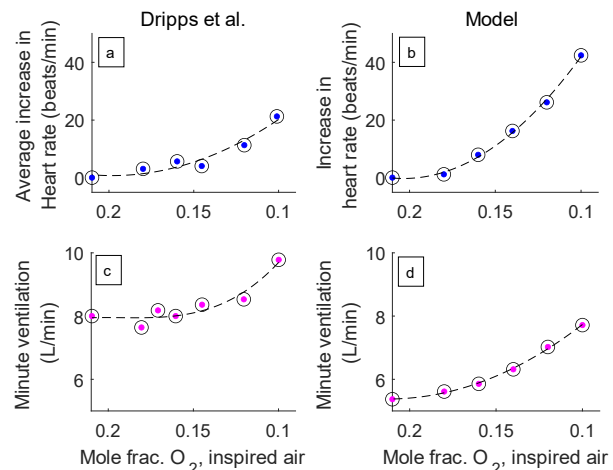 Dripps et al.
Model
a
b
Average increase in
Heart rate (beats/min)
Increase in
heart rate (beats/min)
40
20
0
0.2
0.15
0.1
40
20
0
0.2
0.15
0.1
c
d
Minute ventilation
(L/min)
Minute ventilation
(L/min)
10
8
6
0.2
0.15
0.1
10
8
6
0.2
0.15
0.1
Mole frac. O₂, inspired air
Mole frac. O₂, inspired air